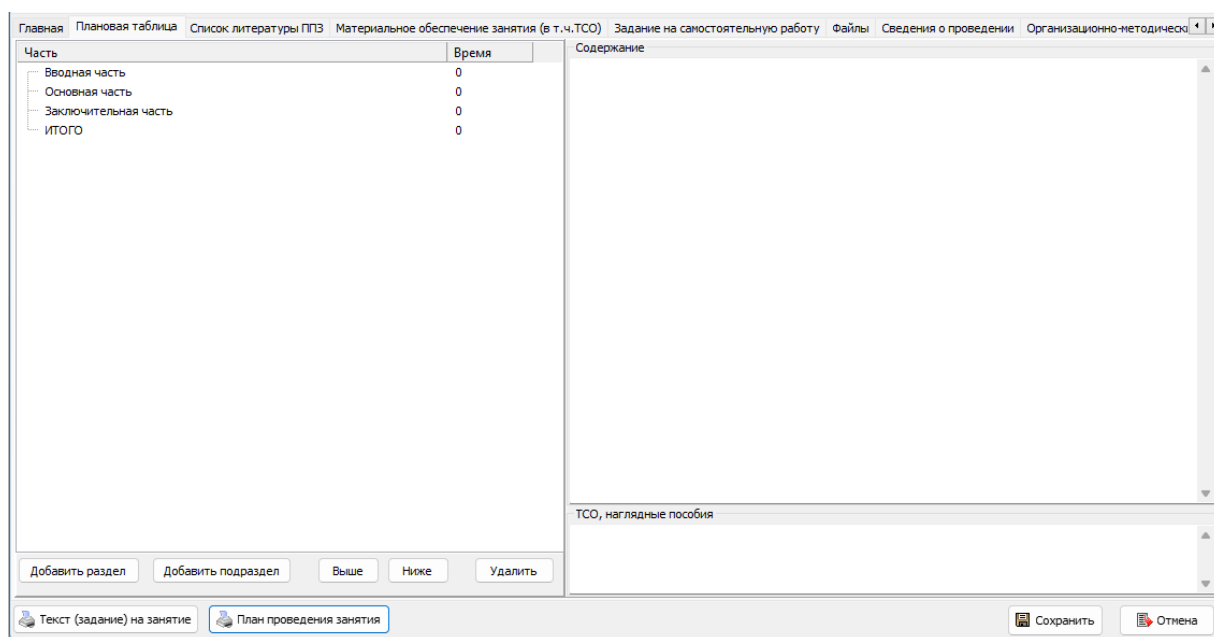 Главная Плановая таблица Список литературы ППЗ Материальное обеспечение занятия (в т.ч.ТСО) Задание на самостоятельную работу Файлы Сведения о проведении Организационно-методически
Часть Время Содержание
Вводная часть 0
Основная часть 0
Заключительная часть 0
ИТОГО 0
ТСО, наглядные пособия
Добавить раздел Добавить подраздел Выше Ниже Удалить
Текст (задание) на занятие План проведения занятия Сохранить Отмена